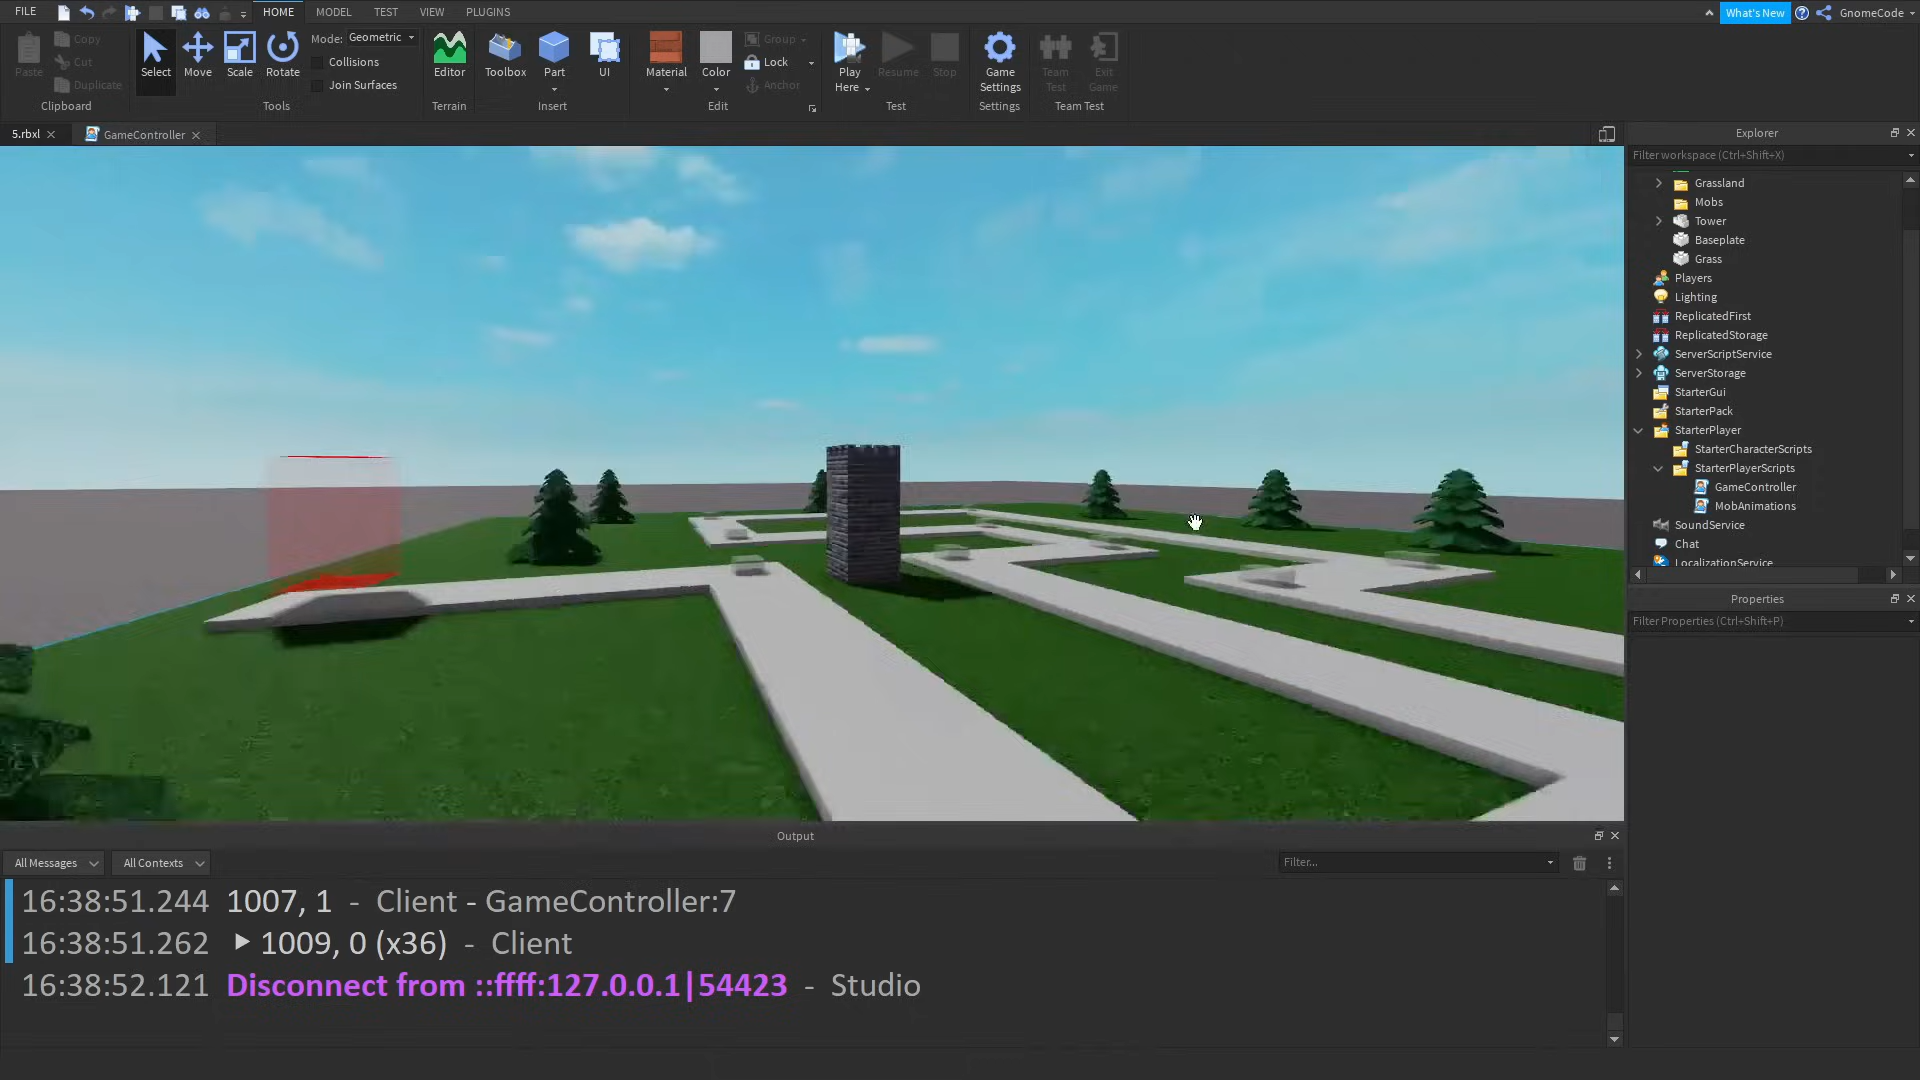 FILE
HOME
MODEL
TEST
VIEW
PLUGINS
What's New
GnomeCode
Paste
Copy
Cut
Duplicate
Clipboard
Select
Move
Scale
Rotate
Mode:
Geometric
Collisions
Join Surfaces
Tools
Editor
Terrain
Toolbox
Part
UI
Insert
Material
Color
Group
Lock
Anchor
Edit
Play
Here
Resume
Stop
Test
Game
Settings
Settings
Team
Test
Exit
Game
Team Test
5.rbxl
GameController
Explorer
Filter workspace (Ctrl+Shift+X)
Grassland
Mobs
Tower
Baseplate
Grass
Players
Lighting
ReplicatedFirst
ReplicatedStorage
ServerScriptService
ServerStorage
StarterGui
StarterPack
StarterPlayer
StarterCharacterScripts
StarterPlayerScripts
GameController
MobAnimations
SoundService
Chat
LocalizationService
Properties
Filter Properties (Ctrl+Shift+P)
Output
All Messages
All Contexts
Filter...
16:38:51.244 1007, 1 - Client - GameController:7
16:38:51.262 1009, 0 (x36) - Client
16:38:52.121 Disconnect from ::ffff:127.0.0.1|54423 - Studio